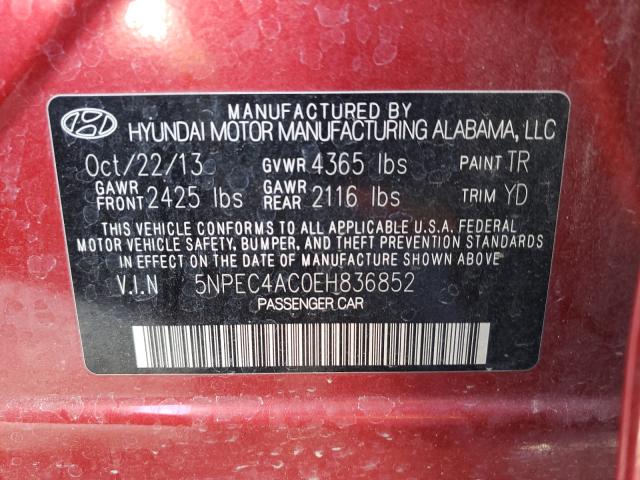 MANUFACTURED BY
HYUNDAI MOTOR MANUFACTURING ALABAMA, LLC
Oct/22/13 GVWR 4365 lbs PAINT TR
GAWR FRONT 2425 lbs GAWR REAR 2116 lbs TRIM YD
THIS VEHICLE CONFORMS TO ALL APPLICABLE U.S.A. FEDERAL
MOTOR VEHICLE SAFETY, BUMPER, AND THEFT PREVENTION STANDARDS
IN EFFECT ON THE DATE OF MANUFACTURE SHOWN ABOVE.
V.I.N 5NPEC4AC0EH836852
PASSENGER CAR